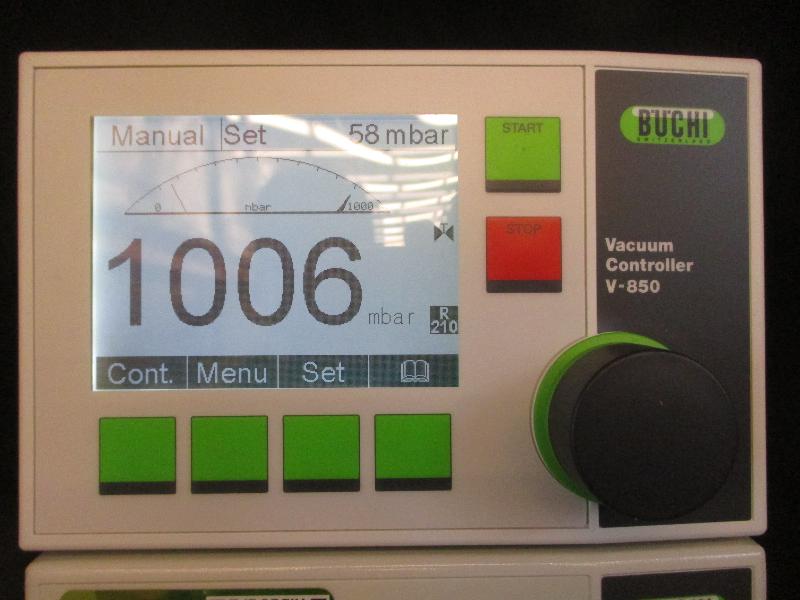 Manual Set 58 mbar
0 mbar 1000
1006 mbar
T
R
210
Cont. Menu Set
START
STOP
BÜCHI
SWITZERLAND
Vacuum
Controller
V-850